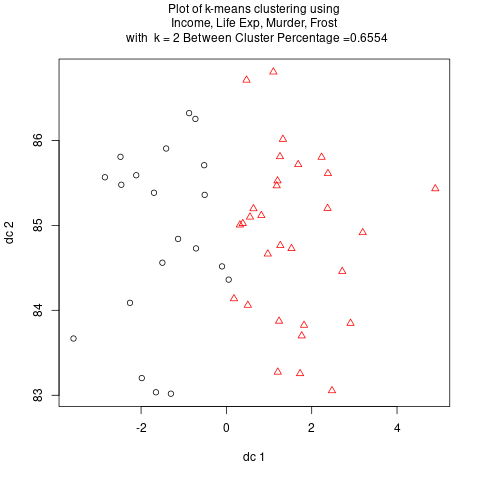 Plot of k-means clustering using
Income, Life Exp, Murder, Frost
with  k = 2 Between Cluster Percentage =0.6554
86
85
84
83
dc 2
-2 0 2 4
dc 1